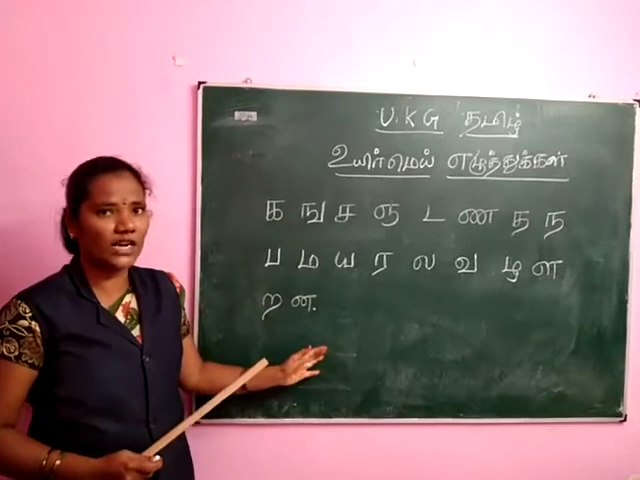 U.K.G தமிழ்
உயிர்மெய் எழுத்துக்கள்
க ங ச ஞ ட ண த ந
ப ம ய ர ல வ ழ ள
ற ன.